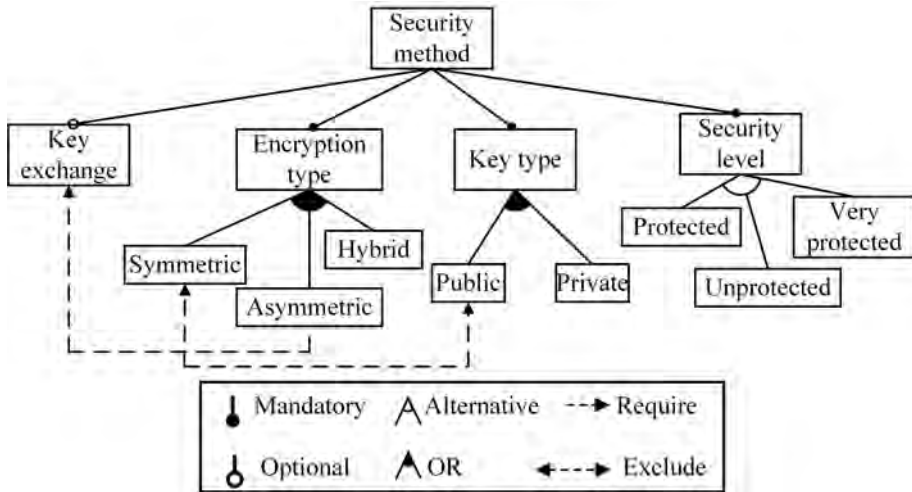 Security
method
Key
exchange
Encryption
type
Key type
Security
level
Symmetric
Asymmetric
Hybrid
Public
Private
Protected
Unprotected
Very
protected
Mandatory
Alternative
Require
Optional
OR
Exclude